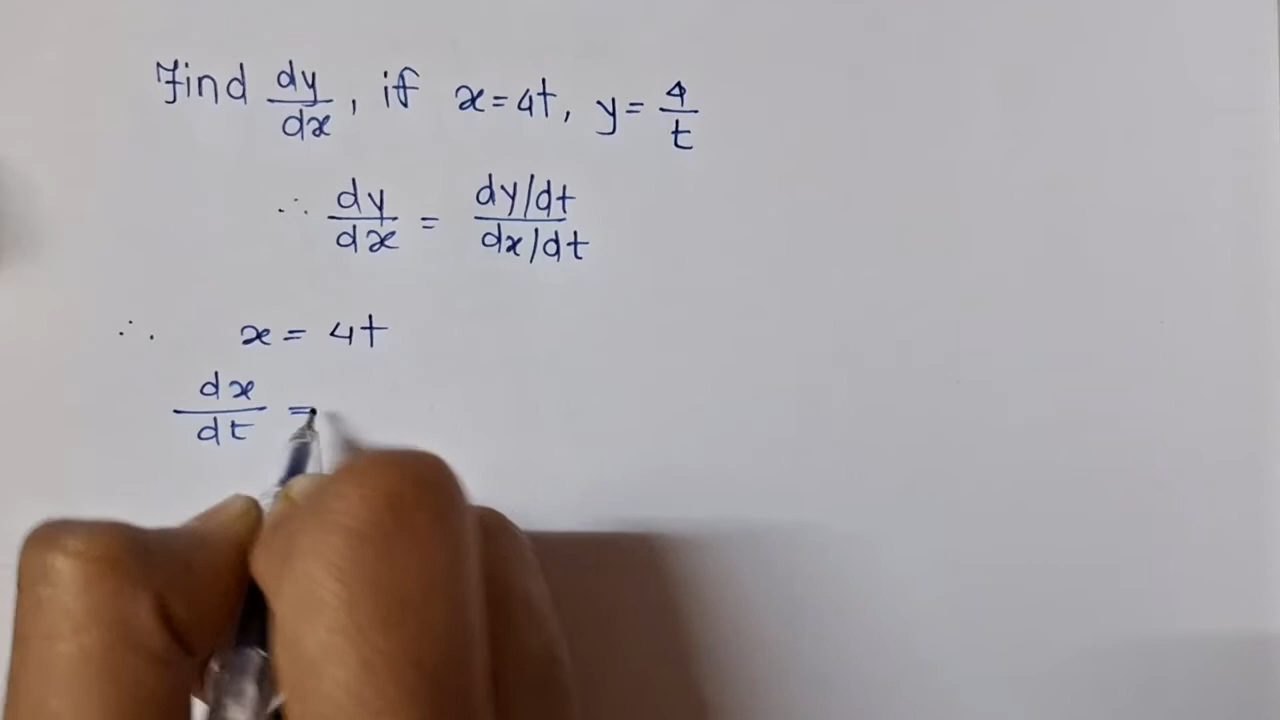 Find dy/dx, if x=4t, y=4/t
∴ dy/dx = dy/dt / dx/dt
∴ x = 4t
dx/dt =